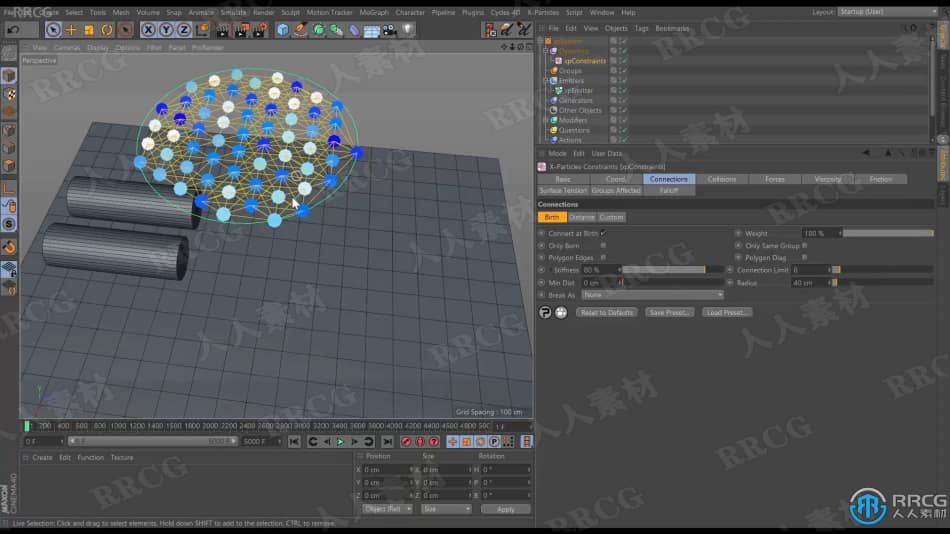 File Create Select Tools Mesh Volume Snap Animate Simulate Render Sculpt Motion Tracker MoGraph Character Pipeline Plugins Cycles 4D X-Particles Script Window Help Layout: Startup (User)
View Cameras Display Options Filter Panel ProRender
Perspective
Grid Spacing : 100 cm
File Edit View Objects Tags Bookmarks
xpSystem
Dynamics
xpConstraints
Groups
Emitters
xpEmitter
Generators
Other Objects
Modifiers
Questions
Actions
Mode Edit User Data
X-Particles Constraints [xpConstraints]
Basic Coord. Connections Collisions Forces Viscosity Friction
Surface Tension Groups Affected Falloff
Connections
Birth Distance Custom
Connect at Birth Weight 100 %
Only Born Only Same Group
Polygon Edges Polygon Diag
Stiffness 80 % Connection Limit 6
Min Dist 0 cm Radius 40 cm
Break As None
Reset to Defaults Save Preset... Load Preset...
1 200 400 600 800 1000 1200 1400 1600 1800 2000 2200 2400 2600 2800 3000 3200 3400 3600 3800 4000 4200 4400 4600 4800 500 1 F
0 F 0 F 5000 F 5000 F
Create Edit Function Texture
Position Size Rotation
X 0 cm X 0 cm H 0 °
Y 0 cm Y 0 cm P 0 °
Z 0 cm Z 0 cm B 0 °
Object (Rel) Size Apply
MAXON CINEMA 4D
Live Selection: Click and drag to select elements. Hold down SHIFT to add to the selection, CTRL to remove.
RRCG
人人素材